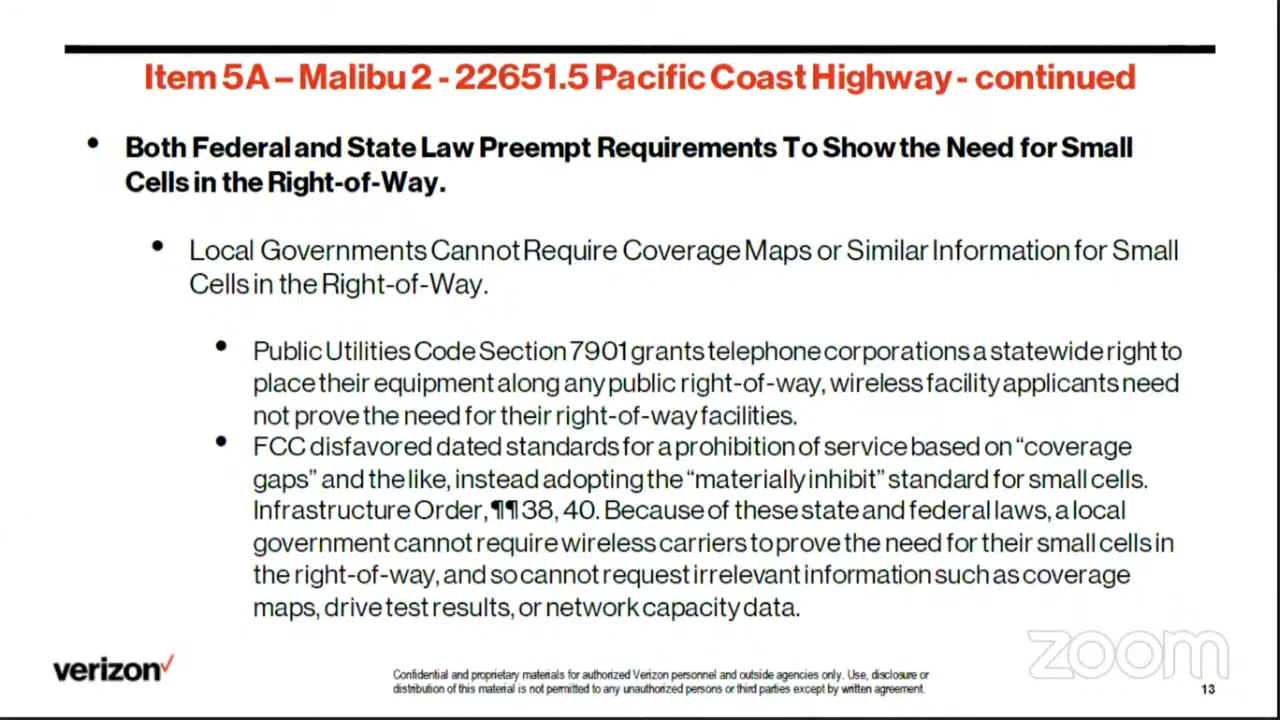 Item 5A – Malibu 2 - 22651.5 Pacific Coast Highway - continued
• Both Federal and State Law Preempt Requirements To Show the Need for Small
Cells in the Right-of-Way.
• Local Governments Cannot Require Coverage Maps or Similar Information for Small
Cells in the Right-of-Way.
• Public Utilities Code Section 7901 grants telephone corporations a statewide right to
place their equipment along any public right-of-way, wireless facility applicants need
not prove the need for their right-of-way facilities.
• FCC disfavored dated standards for a prohibition of service based on “coverage
gaps” and the like, instead adopting the “materially inhibit” standard for small cells.
Infrastructure Order, ¶¶ 38, 40. Because of these state and federal laws, a local
government cannot require wireless carriers to prove the need for their small cells in
the right-of-way, and so cannot request irrelevant information such as coverage
maps, drive test results, or network capacity data.
zoom
verizon✓
Confidential and proprietary materials for authorized Verizon personnel and outside agencies only. Use, disclosure or
distribution of this material is not permitted to any unauthorized persons or third parties except by written agreement.
13